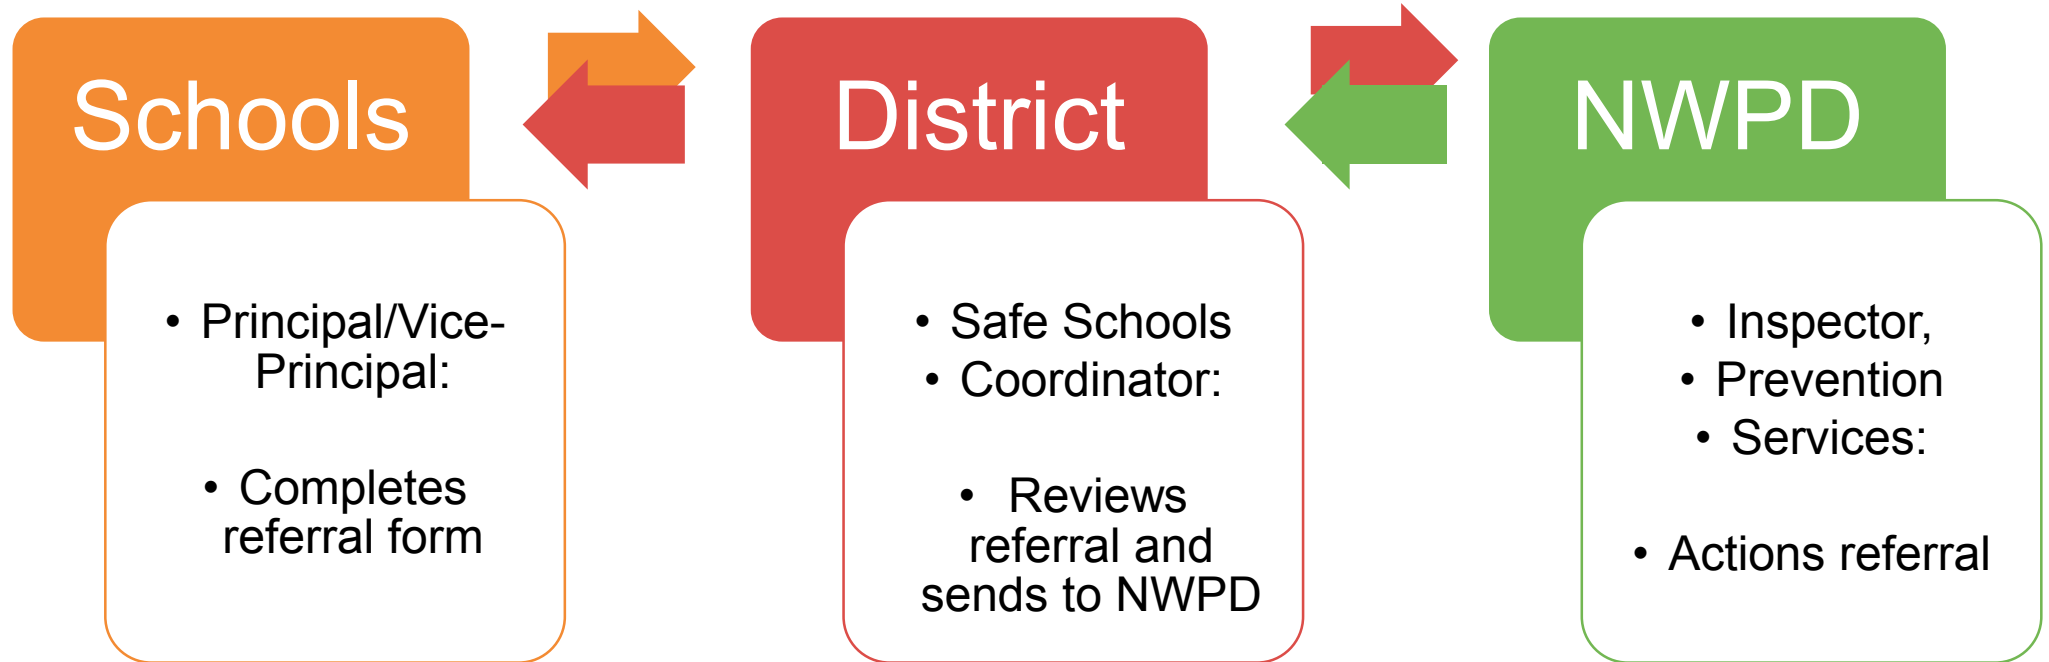 Schools
• Principal/Vice-
Principal:
• Completes
referral form
District
• Safe Schools
• Coordinator:
• Reviews
referral and
sends to NWPD
NWPD
• Inspector,
• Prevention
• Services:
• Actions referral